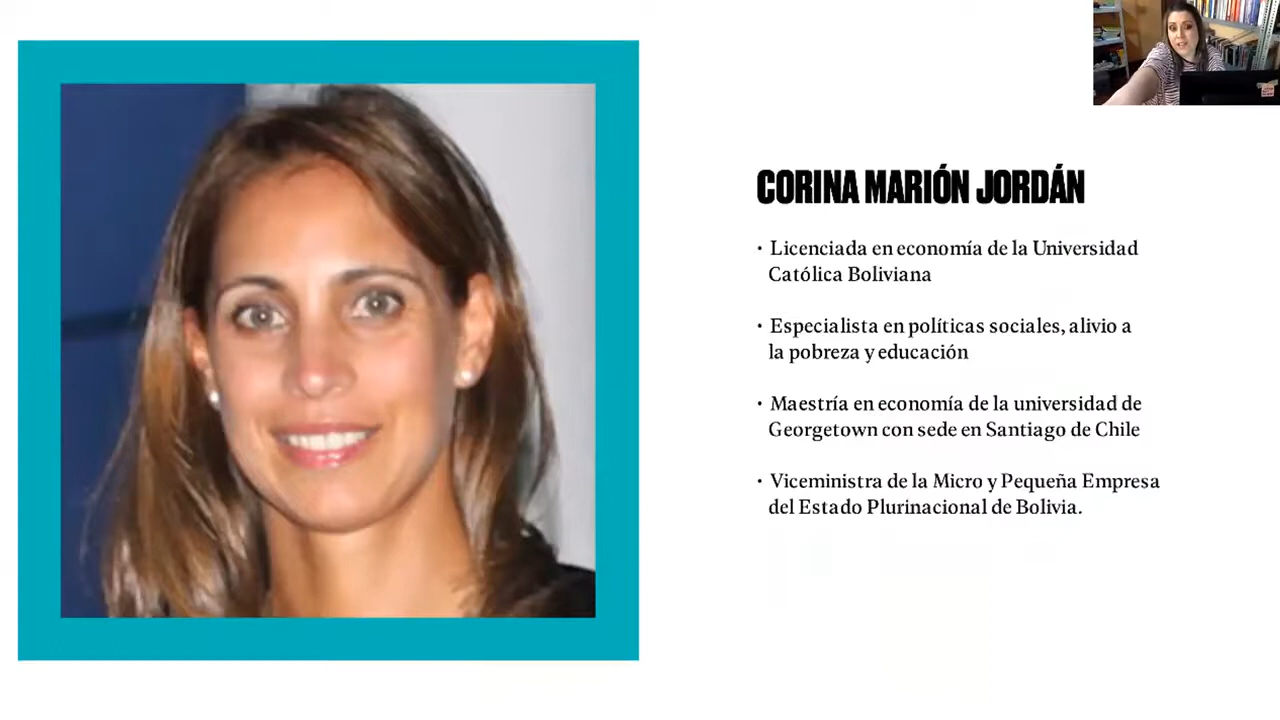 CORINA MARIÓN JORDÁN
• Licenciada en economía de la Universidad
Católica Boliviana
• Especialista en políticas sociales, alivio a
la pobreza y educación
• Maestría en economía de la universidad de
Georgetown con sede en Santiago de Chile
• Viceministra de la Micro y Pequeña Empresa
del Estado Plurinacional de Bolivia.